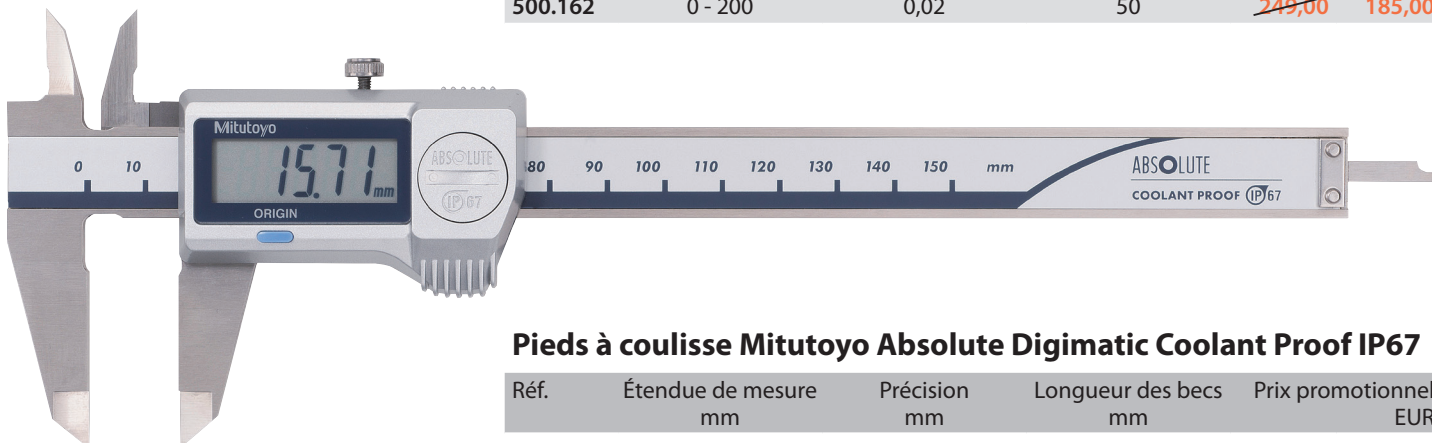 500.162 0 - 200 0,02 50 249,00 185,00
Mitutoyo
15.71 mm
ORIGIN
ABSOLUTE
IP67
0 10 80 90 100 110 120 130 140 150 mm
ABSOLUTE
COOLANT PROOF IP67
Pieds à coulisse Mitutoyo Absolute Digimatic Coolant Proof IP67
Réf. Étendue de mesure Précision Longueur des becs Prix promotionnel
mm mm mm EUR